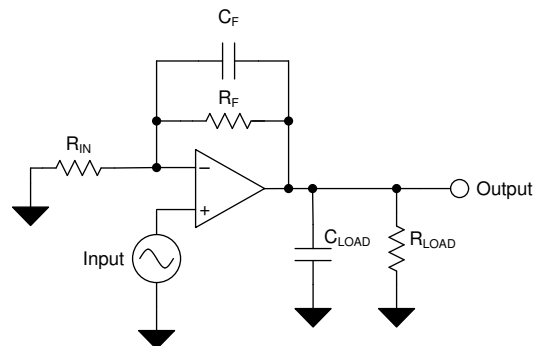 C_F
R_F
R_IN
−
+
Output
Input
C_LOAD
R_LOAD